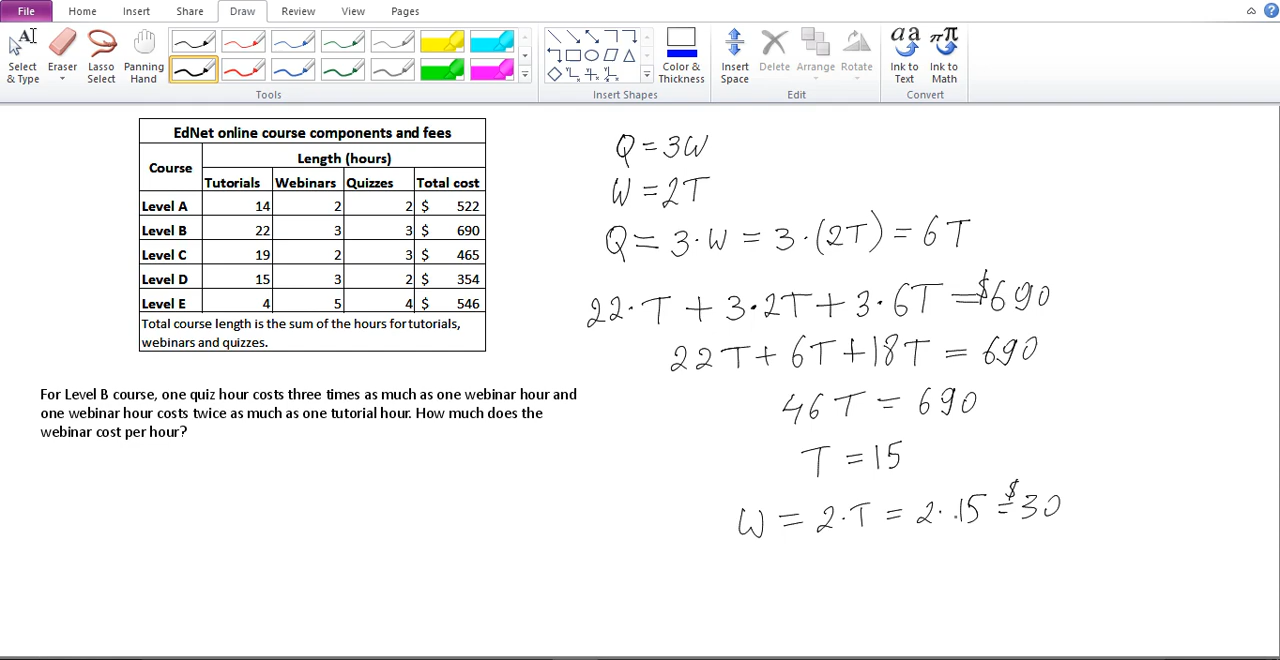 File Home Insert Share Draw Review View Pages
Select & Type
Eraser
Lasso Select
Panning Hand
Color & Thickness
Insert Space
Delete
Arrange
Rotate
Ink to Text
Ink to Math
Tools
Insert Shapes
Edit
Convert
EdNet online course components and fees
Course Length (hours)
Tutorials Webinars Quizzes Total cost
Level A 14 2 2 $ 522
Level B 22 3 3 $ 690
Level C 19 2 3 $ 465
Level D 15 3 2 $ 354
Level E 4 5 4 $ 546
Total course length is the sum of the hours for tutorials,
webinars and quizzes.
For Level B course, one quiz hour costs three times as much as one webinar hour and
one webinar hour costs twice as much as one tutorial hour. How much does the
webinar cost per hour?
Q = 3W
W = 2T
Q = 3·W = 3·(2T) = 6T
22·T + 3·2T + 3·6T = $690
22T + 6T + 18T = 690
46T = 690
T = 15
W = 2·T = 2·15 = $30